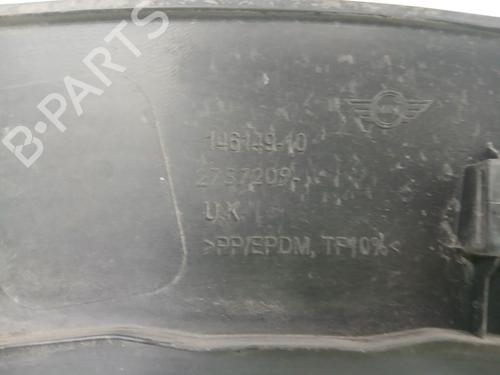 B-PARTS
146149-10
2757209-
U.K
>PP/EPDM, TF10%<